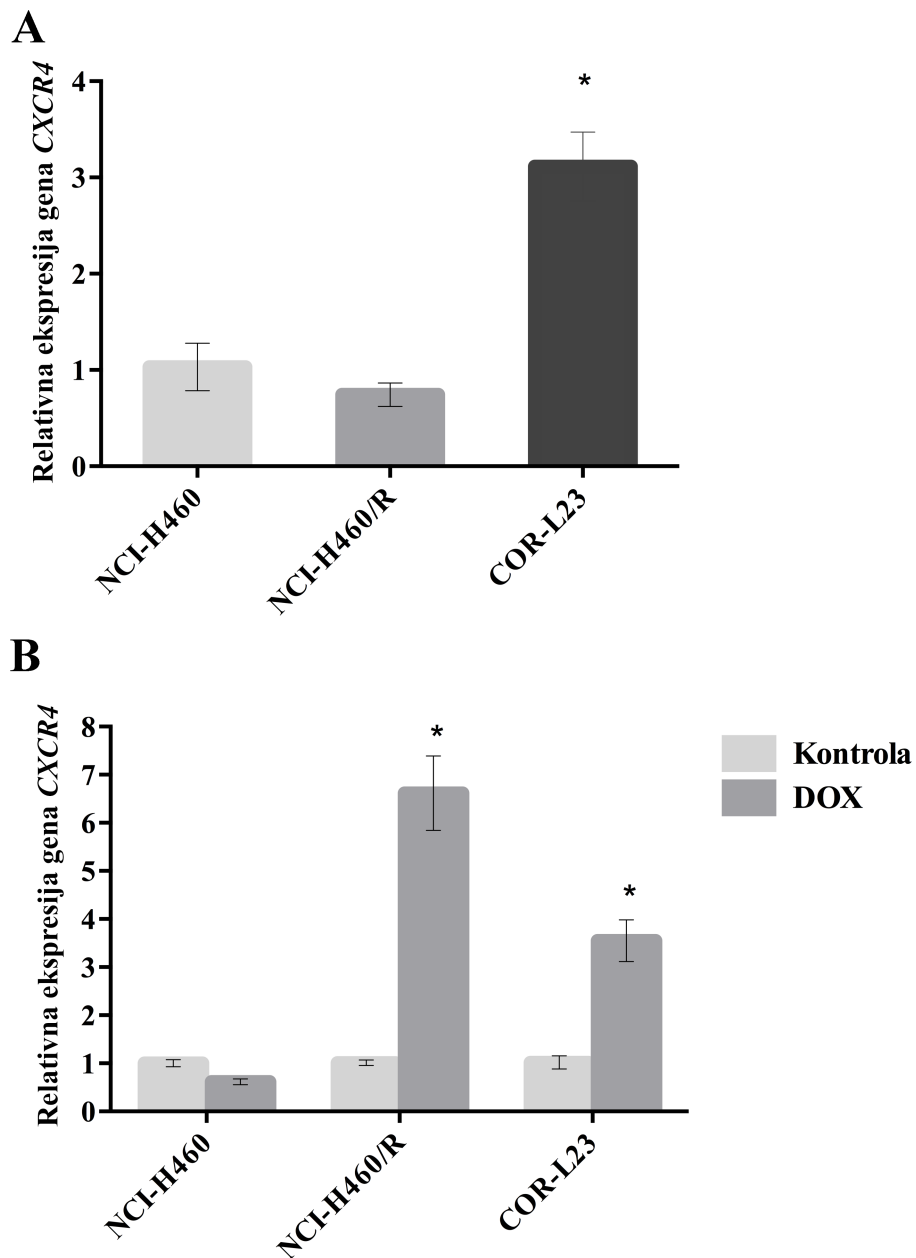 A
Relativna ekspresija gena CXCR4
4
3
2
1
0
*
NCI-H460
NCI-H460/R
COR-L23
B
Relativna ekspresija gena CXCR4
8
7
6
5
4
3
2
1
0
*
*
NCI-H460
NCI-H460/R
COR-L23
Kontrola
DOX